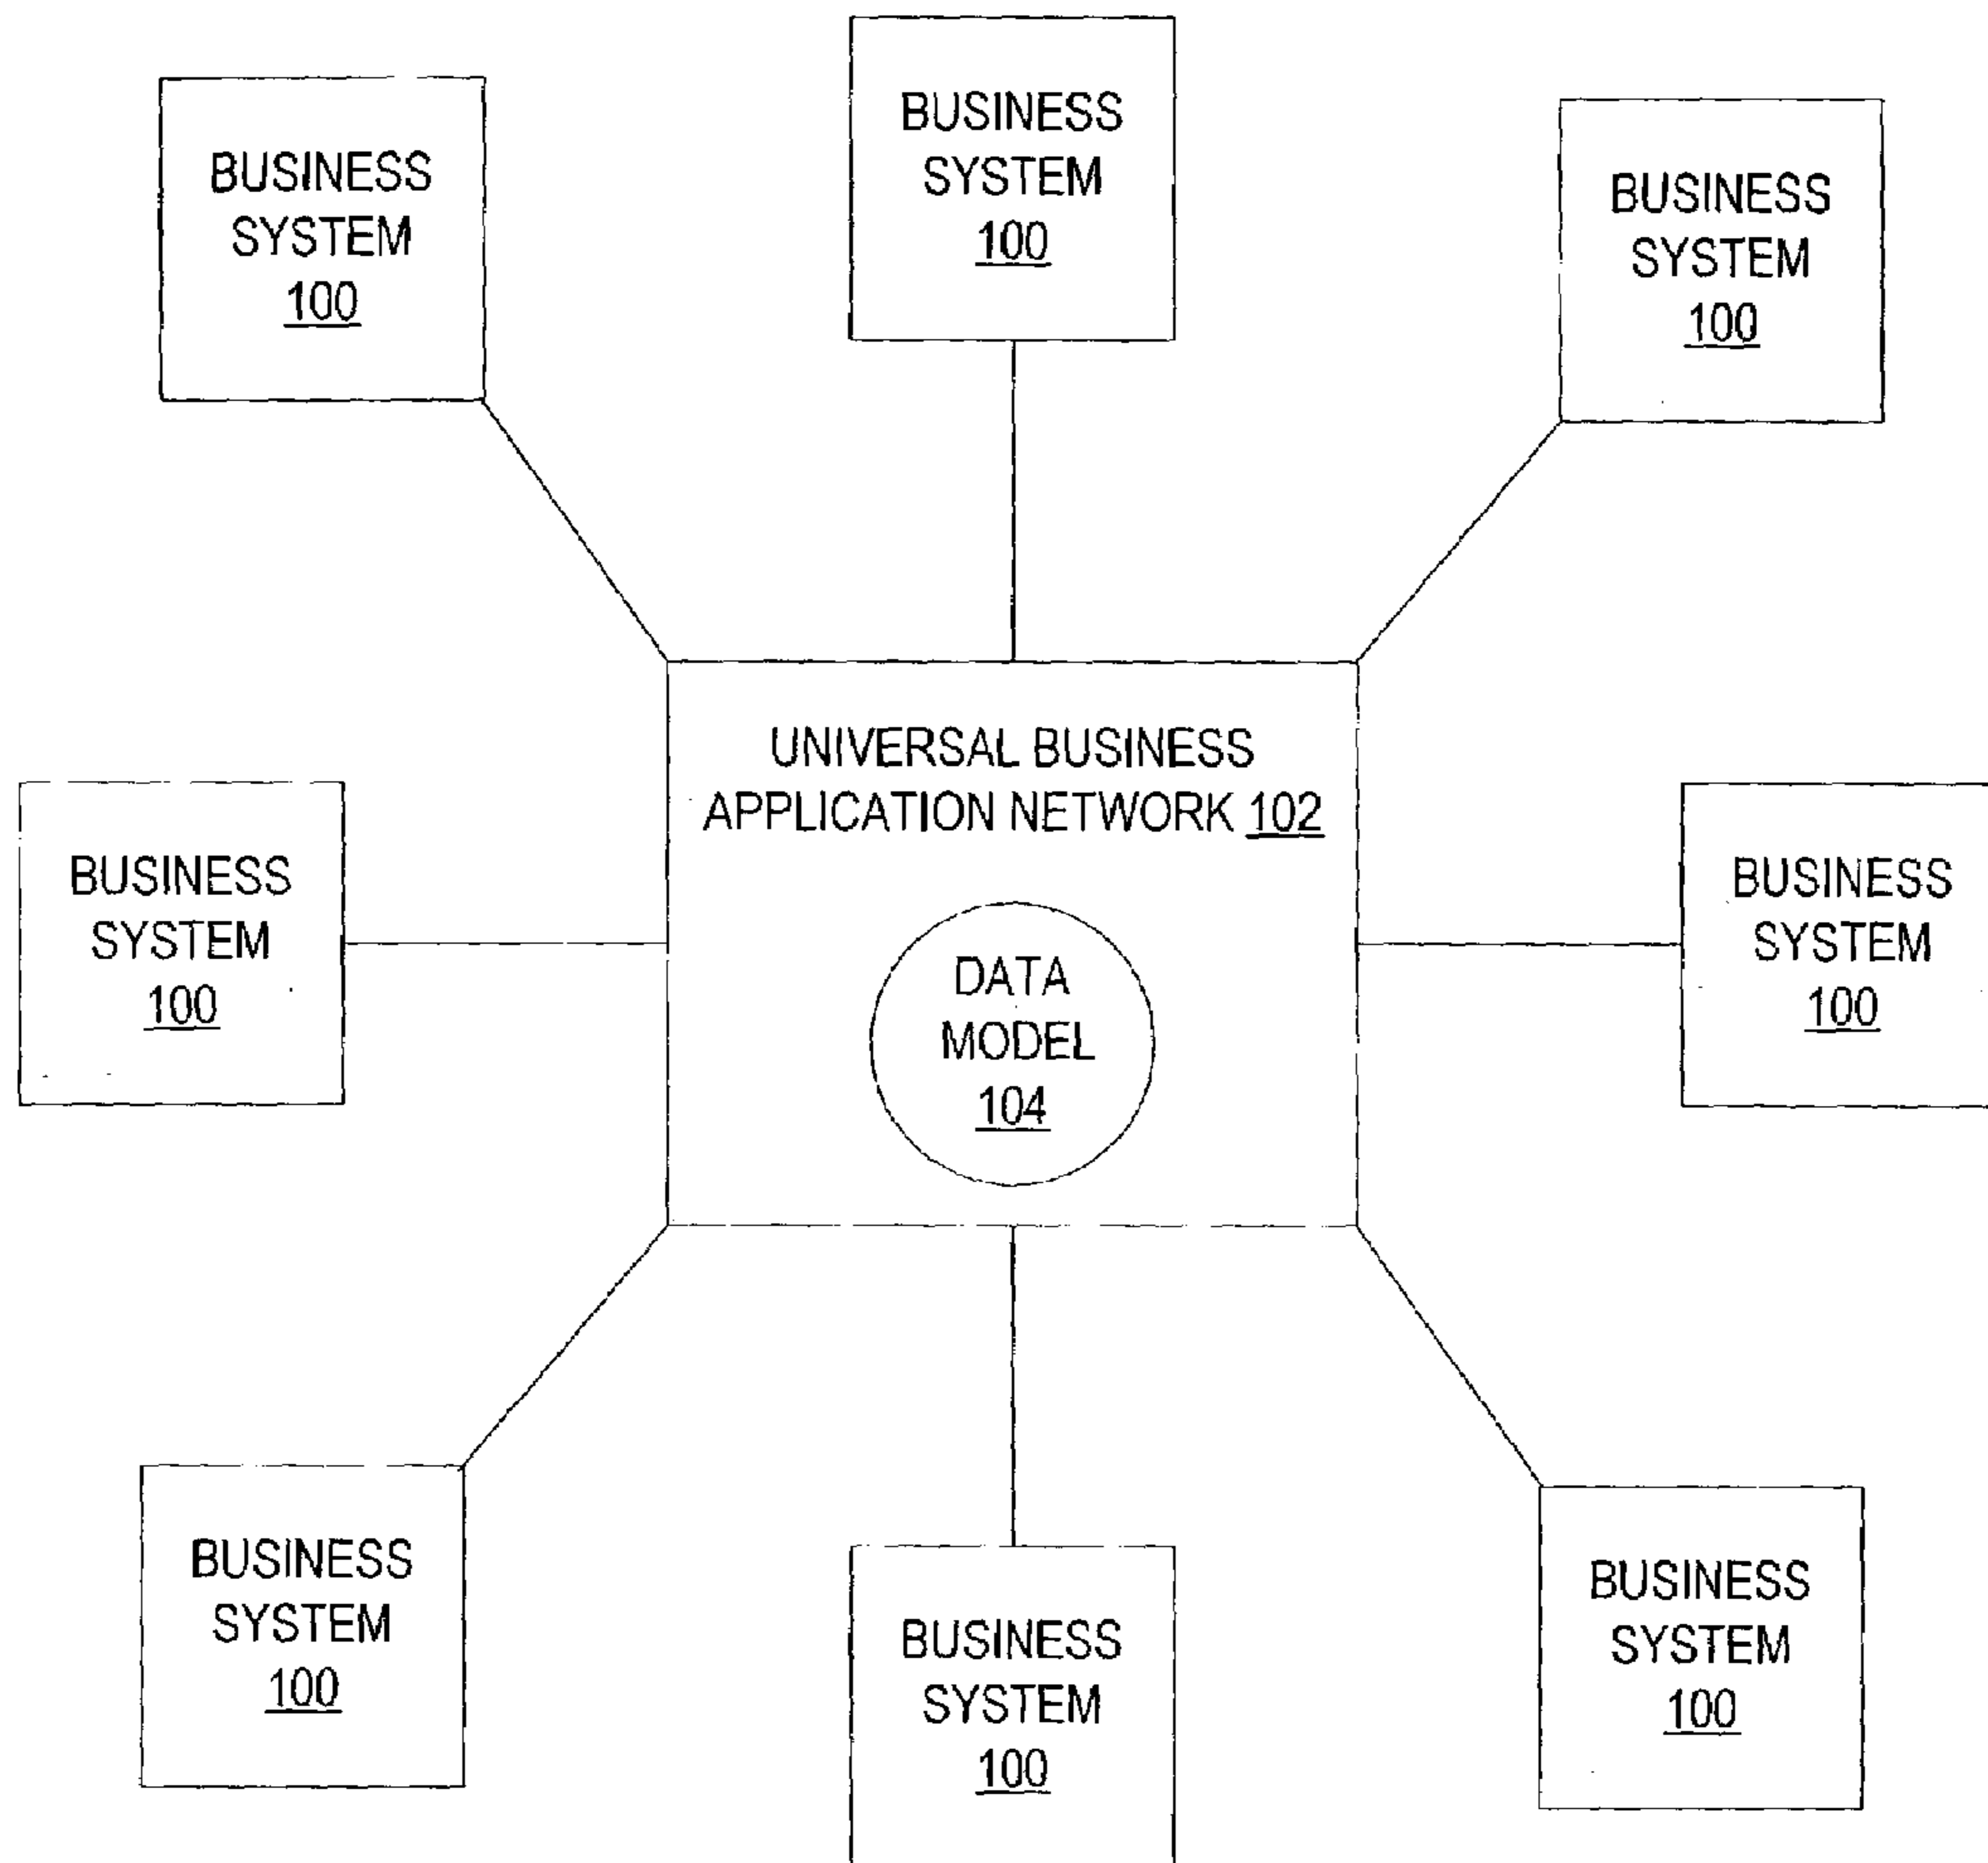 BUSINESS
SYSTEM
100
BUSINESS
SYSTEM
100
BUSINESS
SYSTEM
100
UNIVERSAL BUSINESS
APPLICATION NETWORK 102
BUSINESS
SYSTEM
100
DATA
MODEL
104
BUSINESS
SYSTEM
100
BUSINESS
SYSTEM
100
BUSINESS
SYSTEM
100
BUSINESS
SYSTEM
100